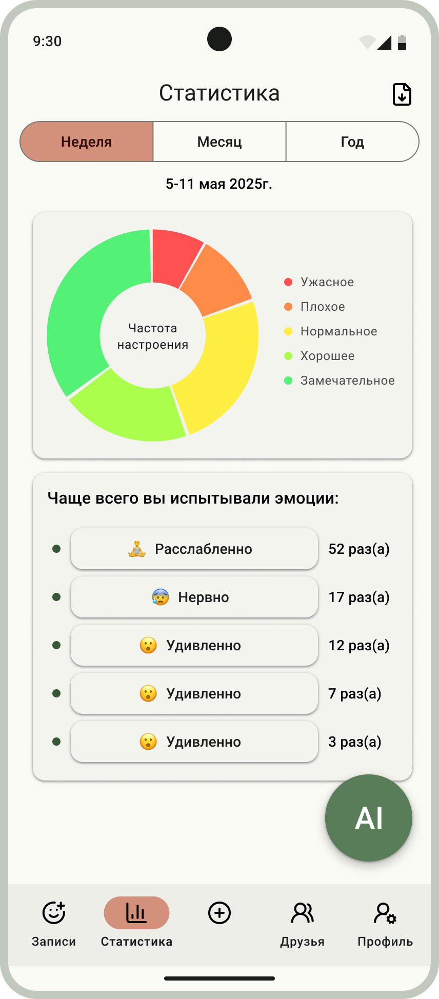 9:30
Статистика
Неделя
Месяц
Год
5-11 мая 2025г.
Частота
настроения
Ужасное
Плохое
Нормальное
Хорошее
Замечательное
Чаще всего вы испытывали эмоции:
Расслабленно 52 раз(а)
Нервно 17 раз(а)
Удивленно 12 раз(а)
Удивленно 7 раз(а)
Удивленно 3 раз(а)
AI
Записи
Статистика
Друзья
Профиль